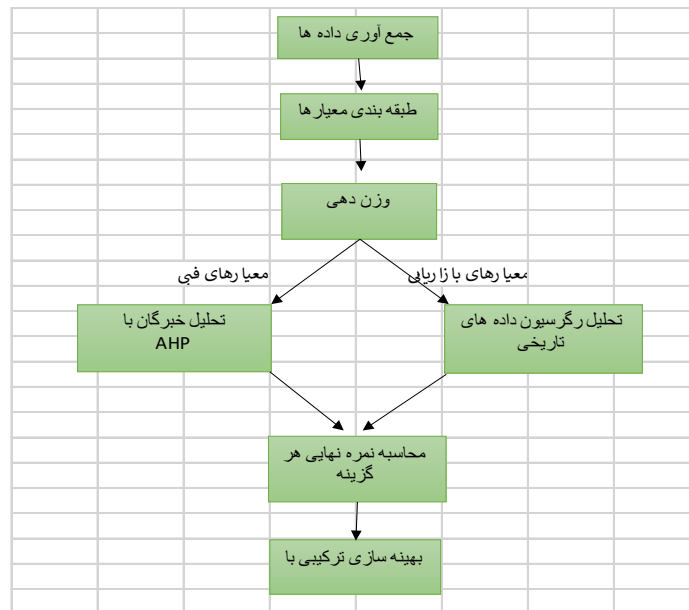 جمع آوری داده ها
طبقه بندی معیارها
وزن دهی
معیارهای بازاریابی
معیارهای فنی
تحلیل رگرسیون داده های
تاریخی
تحلیل خبرگان با
AHP
محاسبه نمره نهایی هر
گزینه
بهینه سازی ترکیبی با